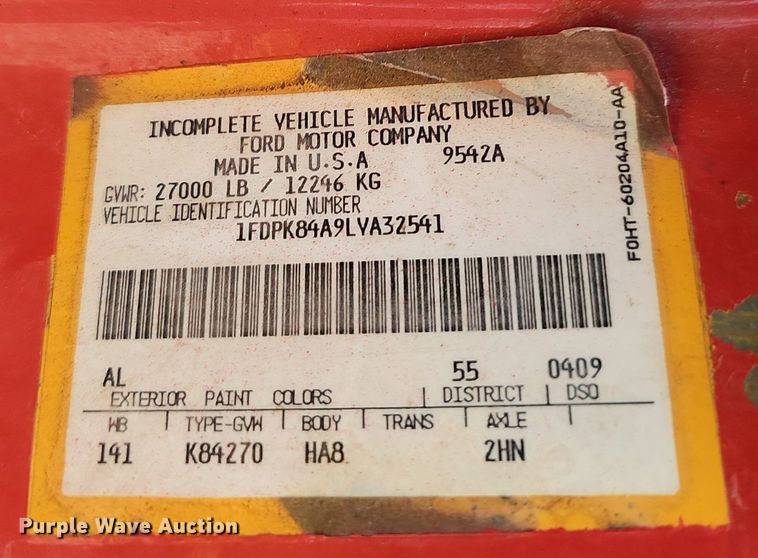 INCOMPLETE VEHICLE MANUFACTURED BY
FORD MOTOR COMPANY
MADE IN U.S.A 9542A
GVWR: 27000 LB / 12246 KG
VEHICLE IDENTIFICATION NUMBER
1FDPK84A9LVA32541
F0HT-60204A10-AA
AL 55 0409
EXTERIOR PAINT COLORS | DISTRICT | DSO
WB | TYPE-GVW | BODY | TRANS | AXLE |
141 K84270 HA8 2HN
Purple Wave Auction